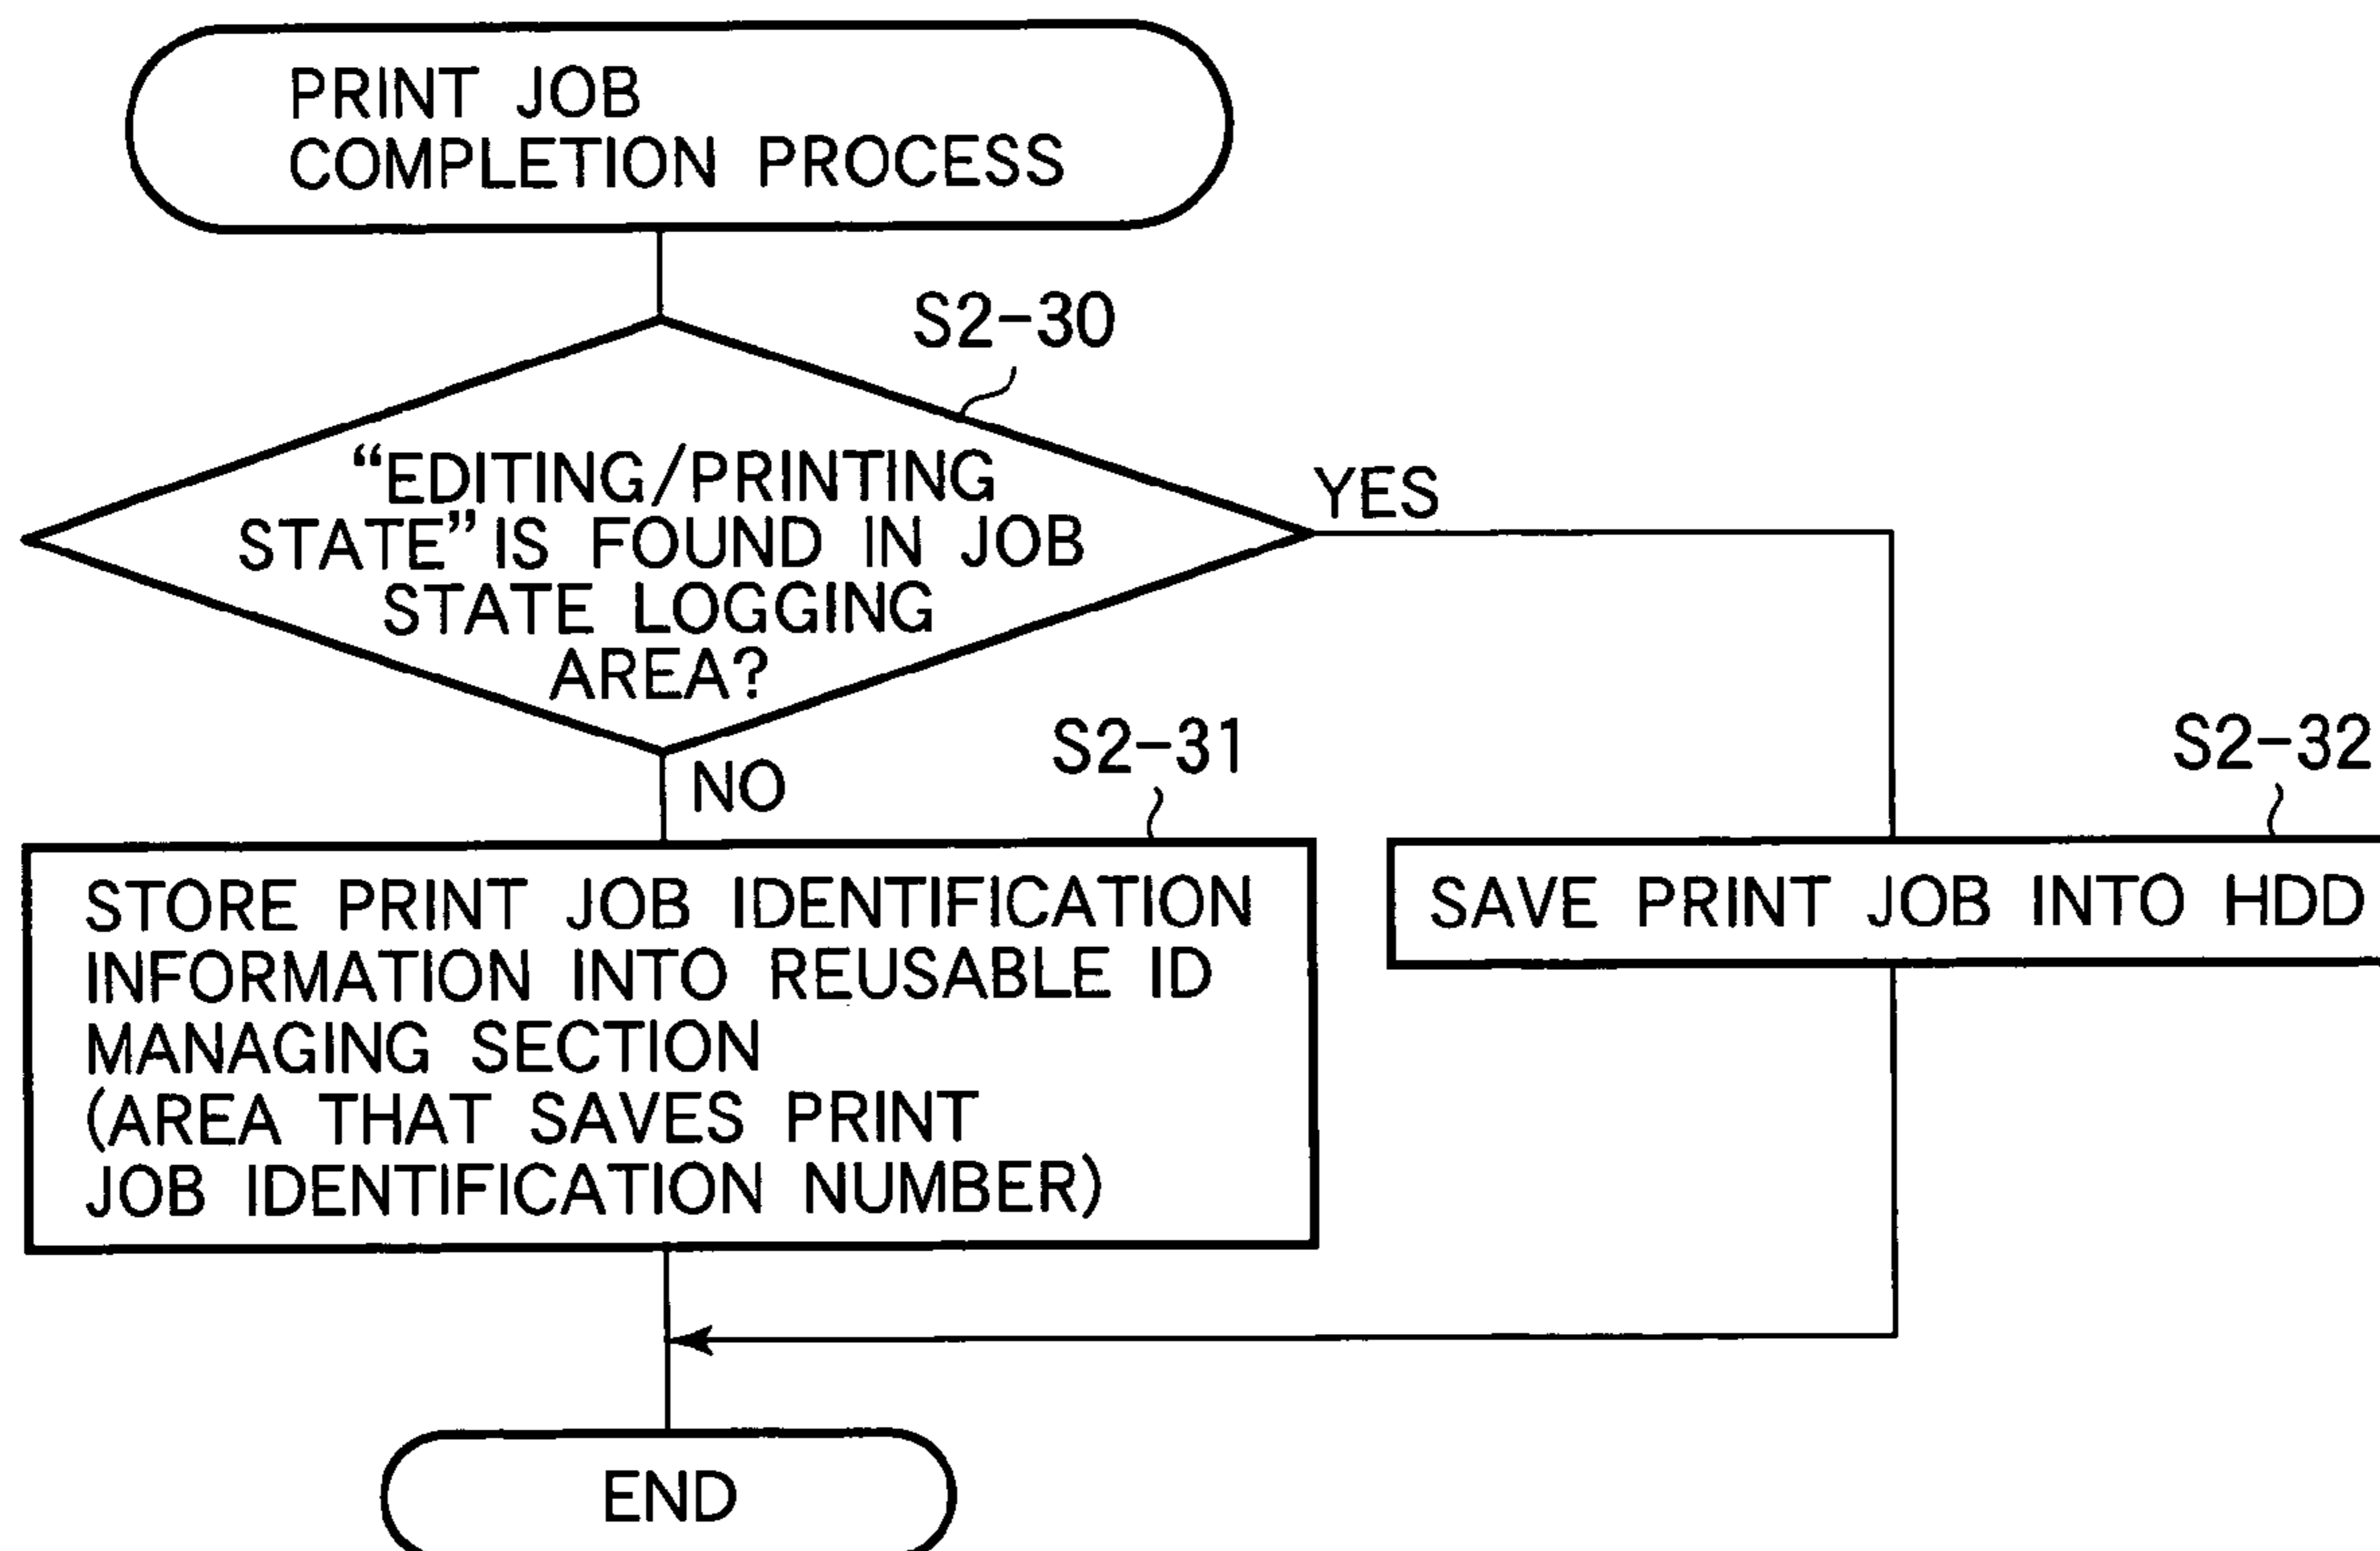 PRINT JOB
COMPLETION PROCESS
S2-30
“EDITING/PRINTING
STATE” IS FOUND IN JOB
STATE LOGGING
AREA?
YES
NO
S2-31
STORE PRINT JOB IDENTIFICATION
INFORMATION INTO REUSABLE ID
MANAGING SECTION
(AREA THAT SAVES PRINT
JOB IDENTIFICATION NUMBER)
S2-32
SAVE PRINT JOB INTO HDD
END